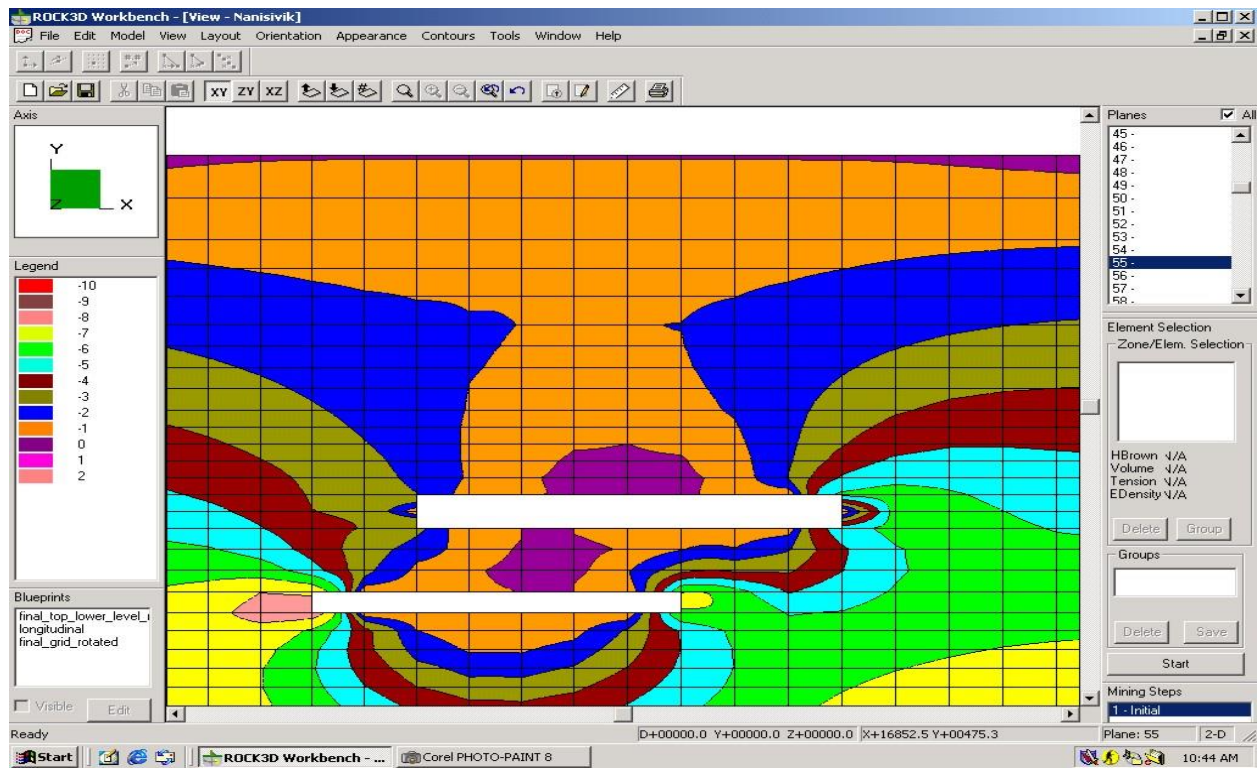 ROCK3D Workbench - [View - Nanisivik]
File Edit Model View Layout Orientation Appearance Contours Tools Window Help
XY ZY XZ
Axis
Y
Z X
Legend
-10
-9
-8
-7
-6
-5
-4
-3
-2
-1
0
1
2
Blueprints
final_top_lower_level_
longitudinal
final_grid_rotated
Visible Edit
Planes All
45 -
46 -
47 -
48 -
49 -
50 -
51 -
52 -
53 -
54 -
55 -
56 -
57 -
58 -
Element Selection
Zone/Elem. Selection
HBrown N/A
Volume N/A
Tension N/A
EDensity N/A
Delete Group
Groups
Delete Save
Start
Mining Steps
1 - Initial
Ready D+00000.0 Y+00000.0 Z+00000.0 X+16852.5 Y+00475.3 Plane: 55 2-D
Start ROCK3D Workbench - ... Corel PHOTO-PAINT 8 10:44 AM